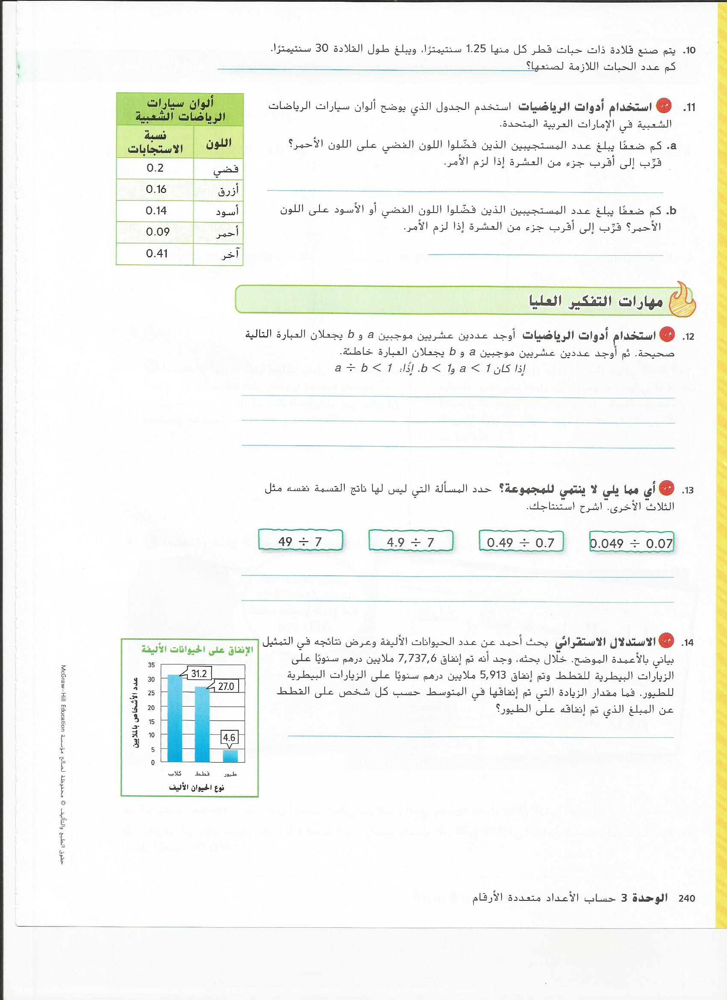 10. يتم صنع قلادة ذات حبات قطر كل منها 1.25 سنتيمترًا، ويبلغ طول القلادة 30 سنتيمترًا.
كم عدد الحبات اللازمة لصنعها؟
11. م.ر استخدام أدوات الرياضيات استخدم الجدول الذي يوضح ألوان سيارات الرياضات
الشعبية في الإمارات العربية المتحدة.
a. كم ضعفًا يبلغ عدد المستجيبين الذين فضّلوا اللون الفضي على اللون الأحمر؟
قرِّب إلى أقرب جزء من العشرة إذا لزم الأمر.
b. كم ضعفًا يبلغ عدد المستجيبين الذين فضّلوا اللون الفضي أو الأسود على اللون
الأحمر؟ قرِّب إلى أقرب جزء من العشرة إذا لزم الأمر.
ألوان سيارات
الرياضات الشعبية
اللون نسبة الاستجابات
فضي 0.2
أزرق 0.16
أسود 0.14
أحمر 0.09
آخر 0.41
مهارات التفكير العليا
12. م.ر استخدام أدوات الرياضيات أوجد عددين عشريين موجبين a و b يجعلان العبارة التالية
صحيحة. ثم أوجد عددين عشريين موجبين a و b يجعلان العبارة خاطئة.
إذا كان a < 1 و b < 1، إذًا: a ÷ b < 1
13. م.ر أي مما يلي لا ينتمي للمجموعة؟ حدد المسألة التي ليس لها ناتج القسمة نفسه مثل
الثلاث الأخرى. اشرح استنتاجك.
0.049 ÷ 0.07
0.49 ÷ 0.7
4.9 ÷ 7
49 ÷ 7
14. م.ر الاستدلال الاستقرائي بحث أحمد عن عدد الحيوانات الأليفة وعرض نتائجه في التمثيل
بياني بالأعمدة الموضح. خلال بحثه، وجد أنه تم إنفاق 7,737,6 ملايين درهم سنويًا على
الزيارات البيطرية للقطط وتم إنفاق 5,913 ملايين درهم سنويًا على الزيارات البيطرية
للطيور. فما مقدار الزيادة التي تم إنفاقها في المتوسط حسب كل شخص على القطط
عن المبلغ الذي تم إنفاقه على الطيور؟
الإنفاق على الحيوانات الأليفة
عدد الأشخاص بالملايين
35
30
25
20
15
10
5
0
31.2
27.0
4.6
كلاب قطط طيور
نوع الحيوان الأليف
حقوق الطبع والتأليف © محفوظة لصالح مؤسسة McGraw-Hill Education
240 الوحدة 3 حساب الأعداد متعددة الأرقام